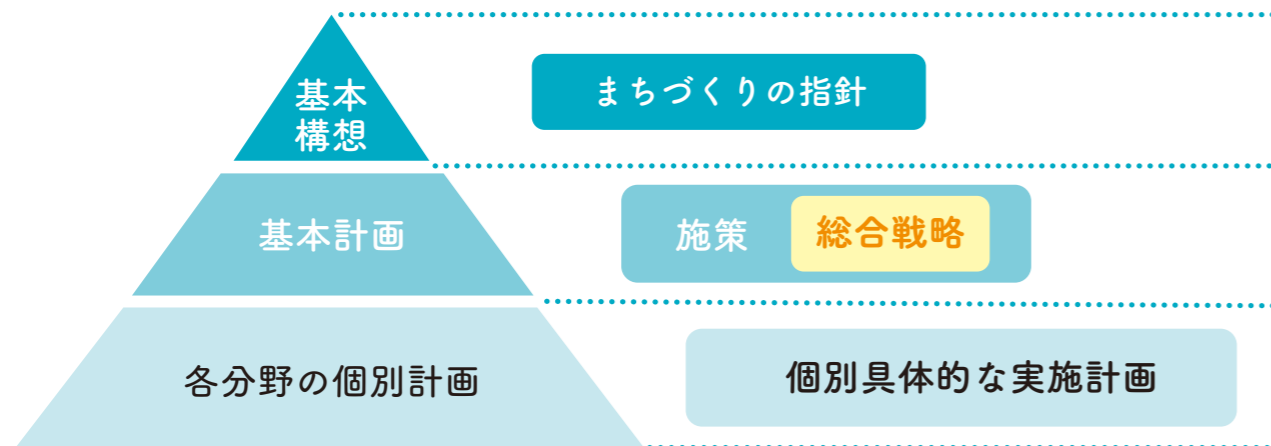 基本
構想
まちづくりの指針
基本計画
施策
総合戦略
各分野の個別計画
個別具体的な実施計画